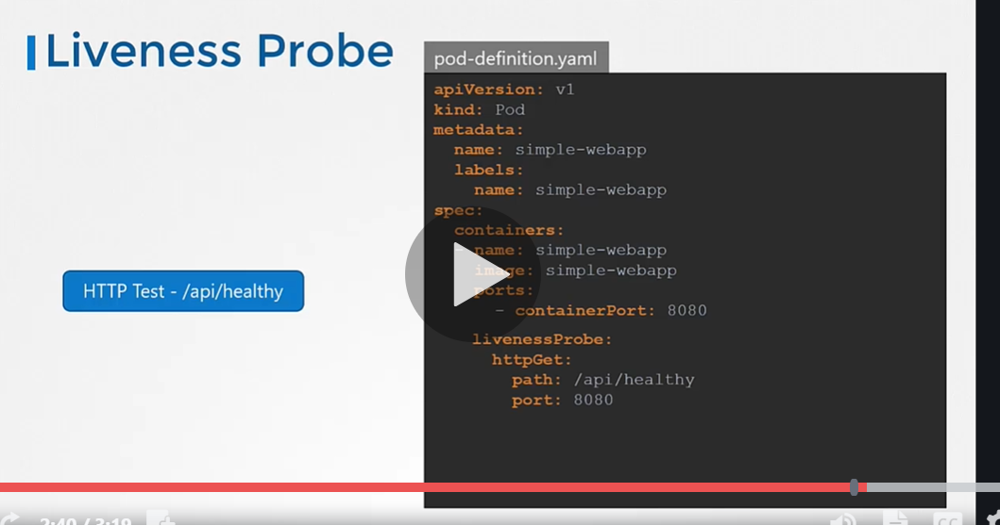 Liveness Probe
pod-definition.yaml
apiVersion: v1
kind: Pod
metadata:
name: simple-webapp
labels:
name: simple-webapp
spec:
containers:
- name: simple-webapp
image: simple-webapp
ports:
- containerPort: 8080
livenessProbe:
httpGet:
path: /api/healthy
port: 8080
HTTP Test - /api/healthy
2:40 / 3:19
CC